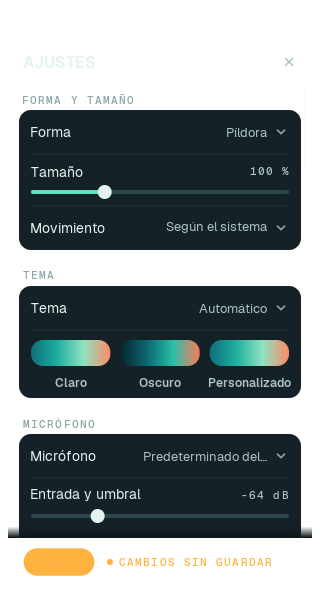 AJUSTES ×
FORMA Y TAMAÑO
Forma Píldora
Tamaño 100 %
Movimiento Según el sistema
TEMA
Tema Automático
Claro Oscuro Personalizado
MICRÓFONO
Micrófono Predeterminado del…
Entrada y umbral -64 dB
CAMBIOS SIN GUARDAR